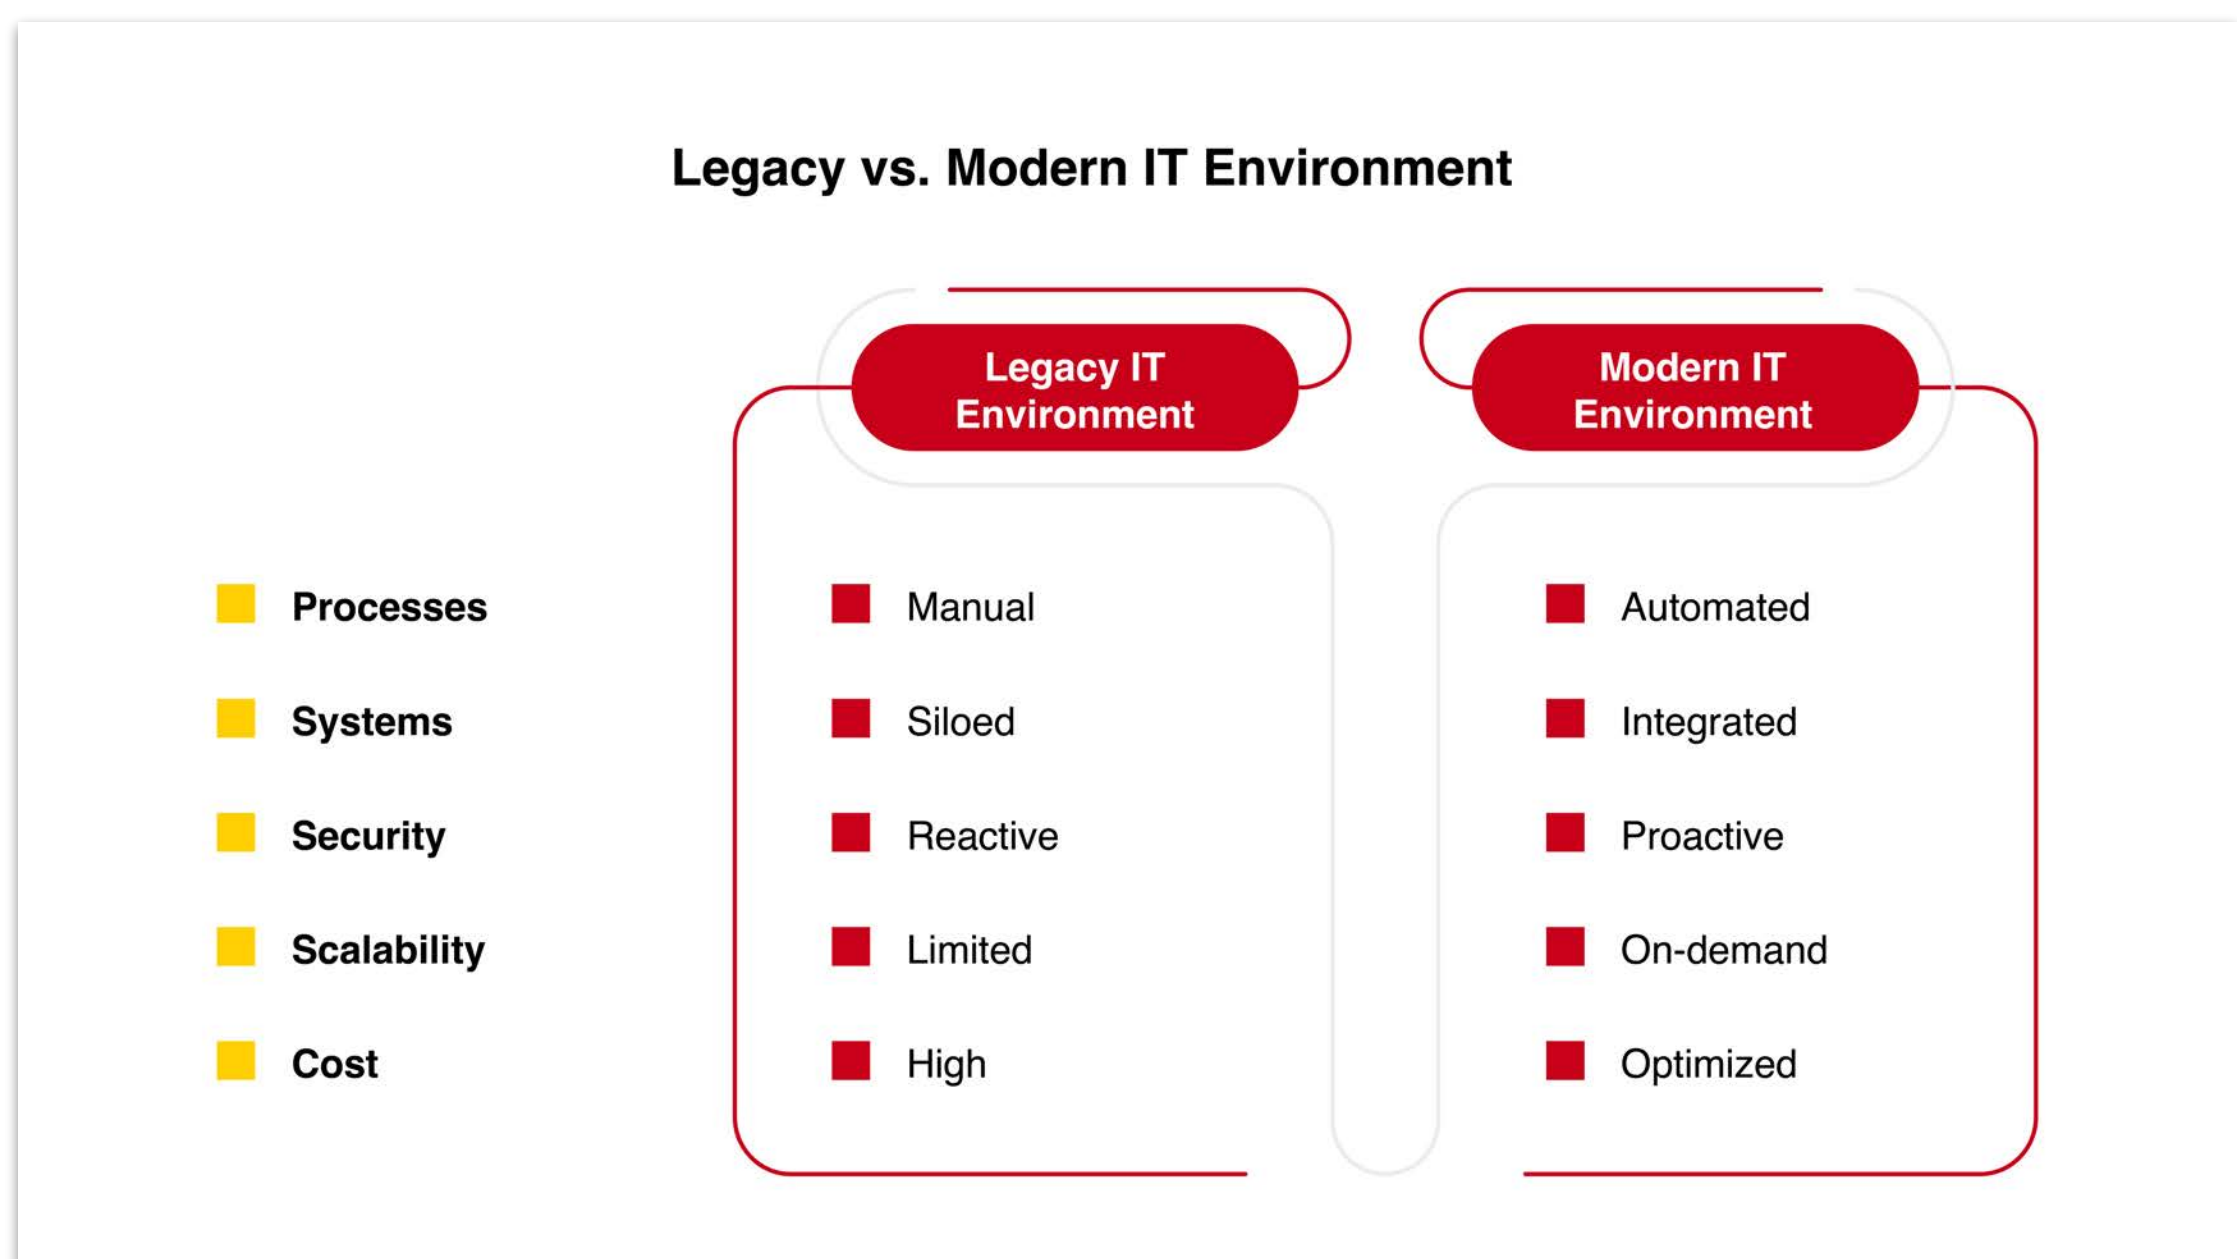 Legacy vs. Modern IT Environment
Legacy IT
Environment
Modern IT
Environment
Processes
Manual
Automated
Systems
Siloed
Integrated
Security
Reactive
Proactive
Scalability
Limited
On-demand
Cost
High
Optimized